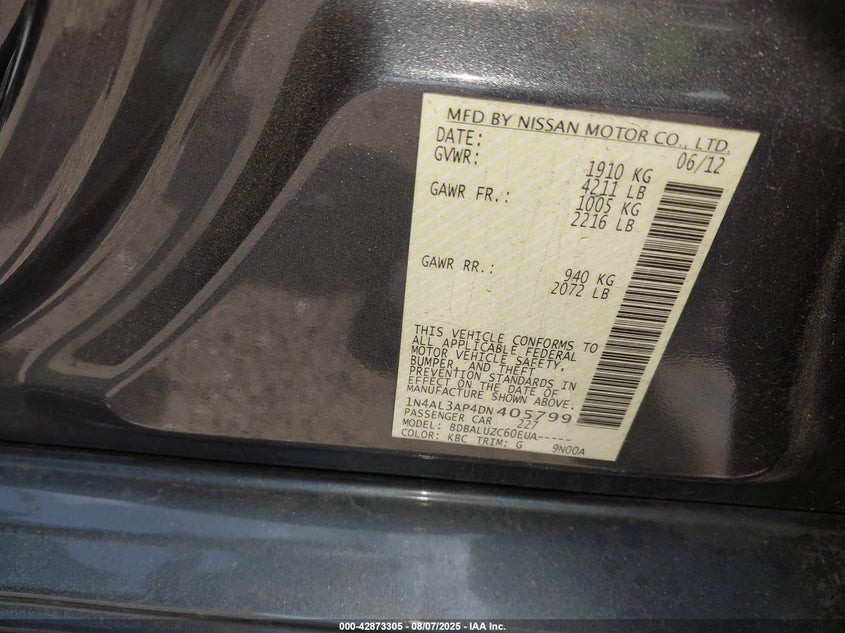 MFD BY NISSAN MOTOR CO., LTD.
DATE: 06/12
GVWR: 1910 KG
4211 LB
GAWR FR.: 1005 KG
2216 LB
GAWR RR.: 940 KG
2072 LB
THIS VEHICLE CONFORMS TO
ALL APPLICABLE FEDERAL
MOTOR VEHICLE SAFETY,
BUMPER, AND THEFT
PREVENTION STANDARDS IN
EFFECT ON THE DATE OF
MANUFACTURE SHOWN ABOVE.
1N4AL3AP4DN405799
PASSENGER CAR 227
MODEL: BDBALUZC60EUA-----
COLOR: KBC TRIM: G 9N00A
000-42873305 - 08/07/2025 - IAA Inc.